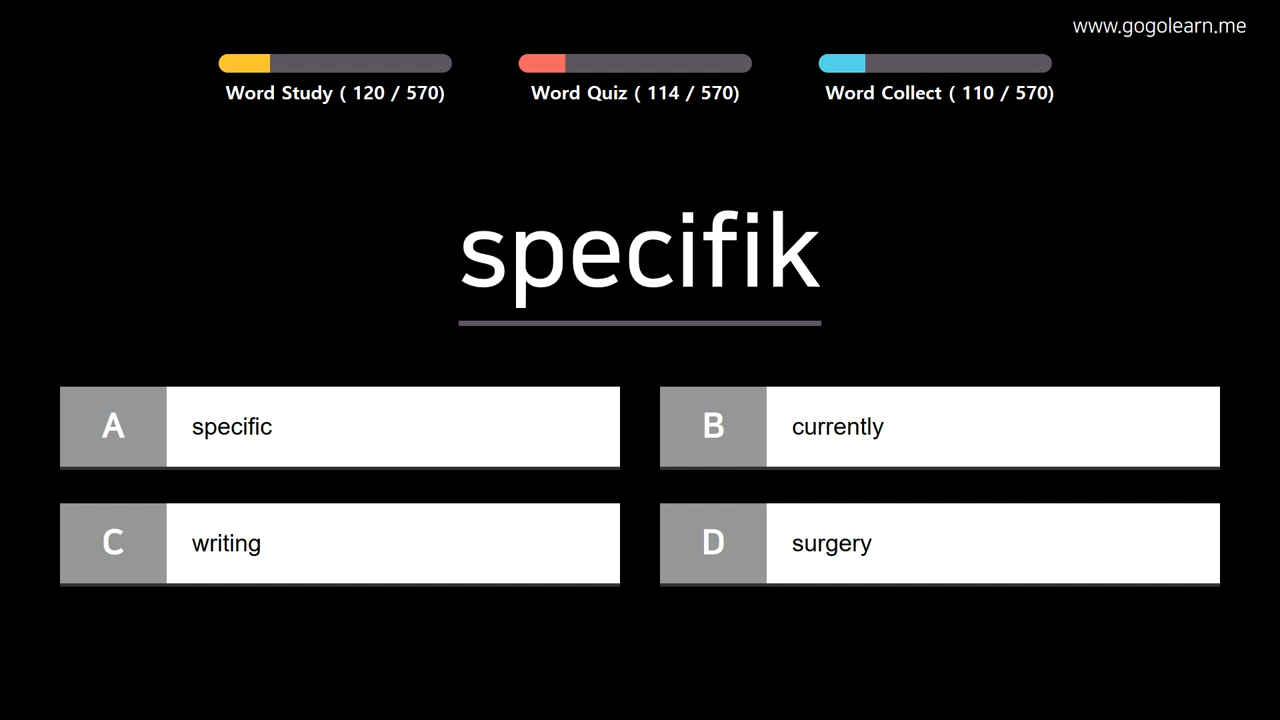 www.gogolearn.me
Word Study ( 120 / 570)
Word Quiz ( 114 / 570)
Word Collect ( 110 / 570)
specifik
A specific
B currently
C writing
D surgery